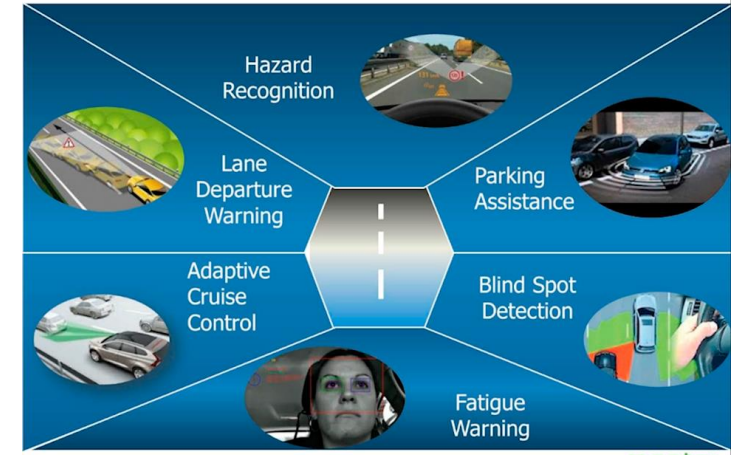 Hazard
Recognition
Lane
Departure
Warning
Parking
Assistance
Adaptive
Cruise
Control
Blind Spot
Detection
Fatigue
Warning